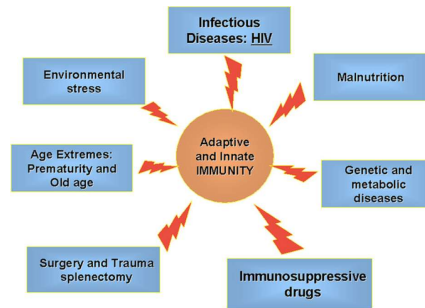 Infectious
Diseases: HIV
Environmental
stress
Malnutrition
Adaptive
and Innate
IMMUNITY
Age Extremes:
Prematurity and
Old age
Genetic and
metabolic
diseases
Surgery and Trauma
splenectomy
Immunosuppressive
drugs